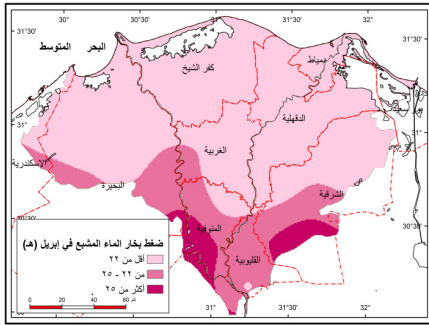 30° 30°30' 31° 31°30' 32°
البحر المتوسط
دمياط
كفر الشيخ
بور سعيد
الدقهلية
31°
الغربية
الإسكندرية
البحيرة
الشرقية
30°30'
المنوفية
القليوبية
ضغط بخار الماء المشبع في إبريل (هـ)
أقل من ٢٢
من ٢٢ - ٢٥
أكثر من ٢٥
0 20 40 60
31° 31°30' 32°
31°
30°30'